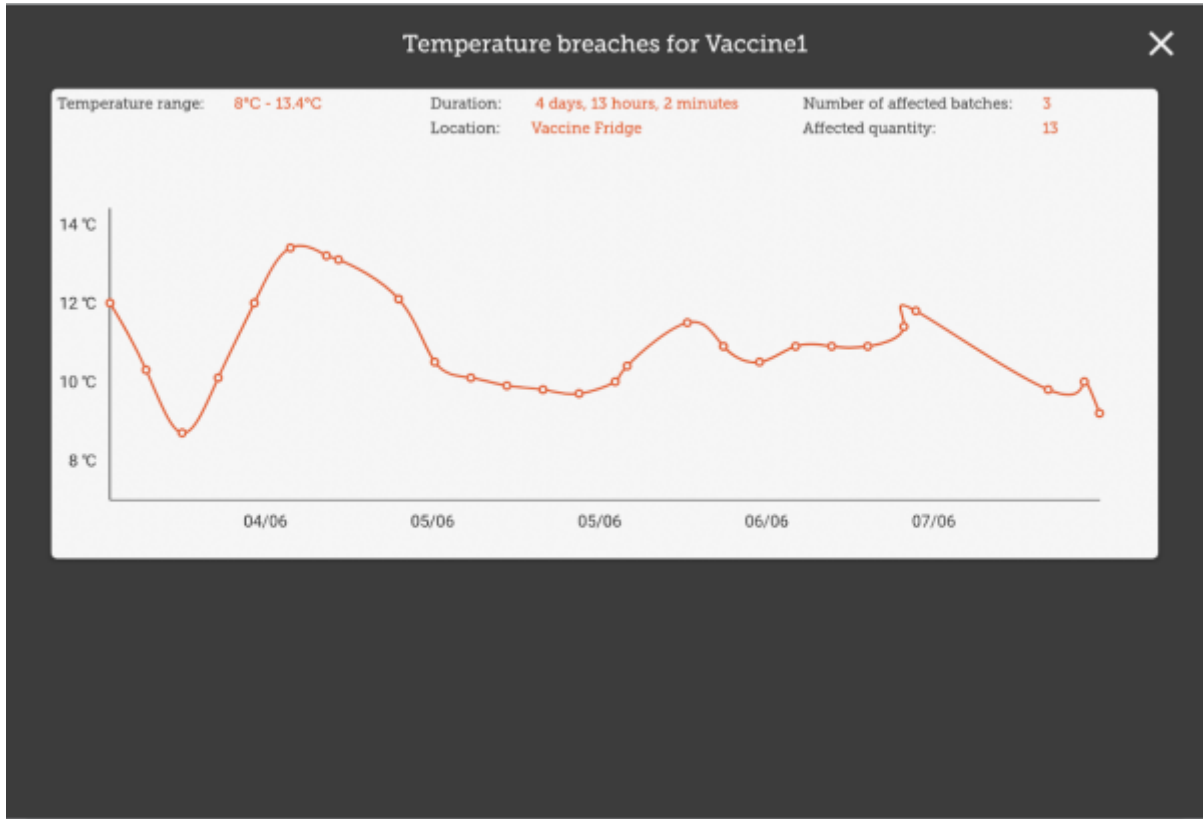 Temperature breaches for Vaccine1
Temperature range: 8°C - 13.4°C Duration: 4 days, 13 hours, 2 minutes Number of affected batches: 3
Location: Vaccine Fridge Affected quantity: 13
14 °C
12 °C
10 °C
8 °C
04/06 05/06 05/06 06/06 07/06